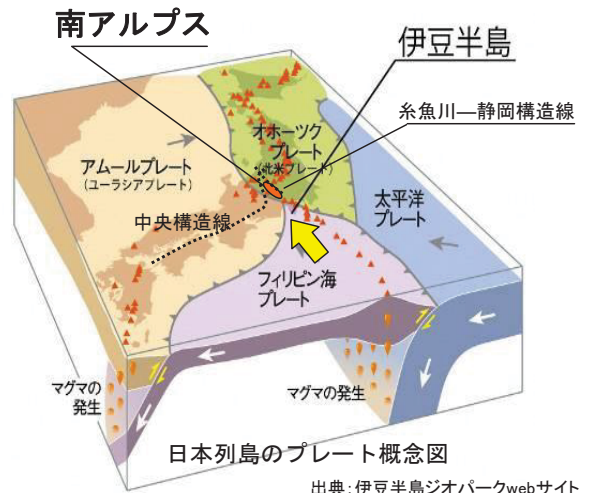 南アルプス
伊豆半島
糸魚川―静岡構造線
オホーツク
プレート
(北米プレート)
アムールプレート
(ユーラシアプレート)
太平洋
プレート
中央構造線
フィリピン海
プレート
マグマの
発生
マグマの発生
日本列島のプレート概念図
出典:伊豆半島ジオパークwebサイト